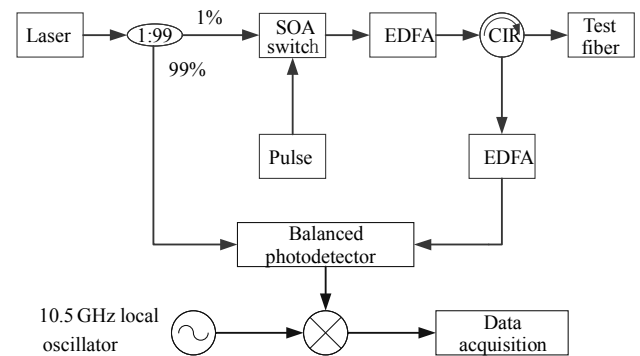 Laser
1:99
1%
99%
SOA
switch
EDFA
CIR
Test
fiber
Pulse
EDFA
Balanced
photodetector
10.5 GHz local
oscillator
Data
acquisition